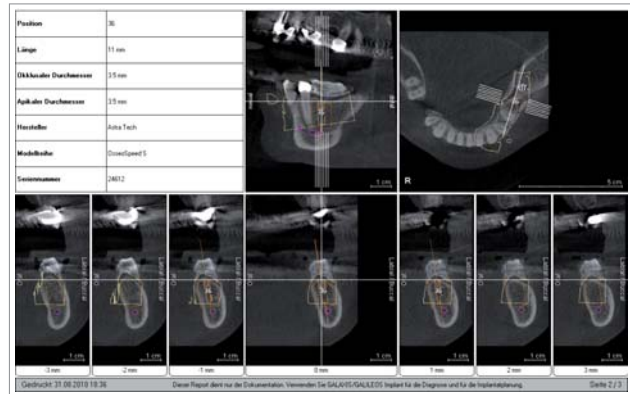 Position 36
Länge 11 mm
Okklusaler Durchmesser 3.5 mm
Apikaler Durchmesser 3.5 mm
Hersteller Astra Tech
Modellreihe OsseoSpeed S
Seriennummer 24612
36
1 cm
R
5 cm
Lingual
Buccal
1 cm
1 cm
1 cm
1 cm
1 cm
1 cm
1 cm
-3 mm
-2 mm
-1 mm
0 mm
1 mm
2 mm
3 mm
Gedruckt 31.08.2010 18:36 Dieser Report dient nur der Dokumentation. Verwenden Sie GALAXIS/GALILEOS Implant für die Diagnose und für die Implantatplanung. Seite 2 / 3